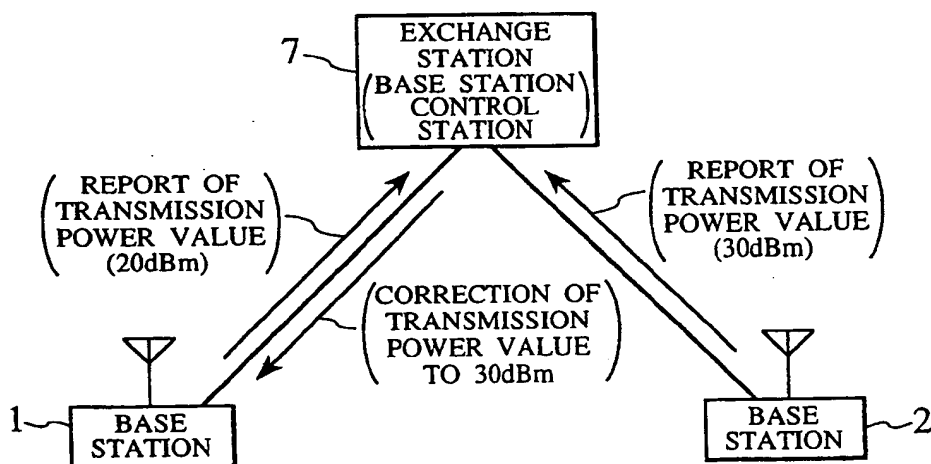 7
EXCHANGE
STATION
(BASE STATION
CONTROL
STATION)
(REPORT OF
TRANSMISSION
POWER VALUE
(20dBm))
(REPORT OF
TRANSMISSION
POWER VALUE
(30dBm))
(CORRECTION OF
TRANSMISSION
POWER VALUE
TO 30dBm)
1
BASE
STATION
BASE
STATION
2